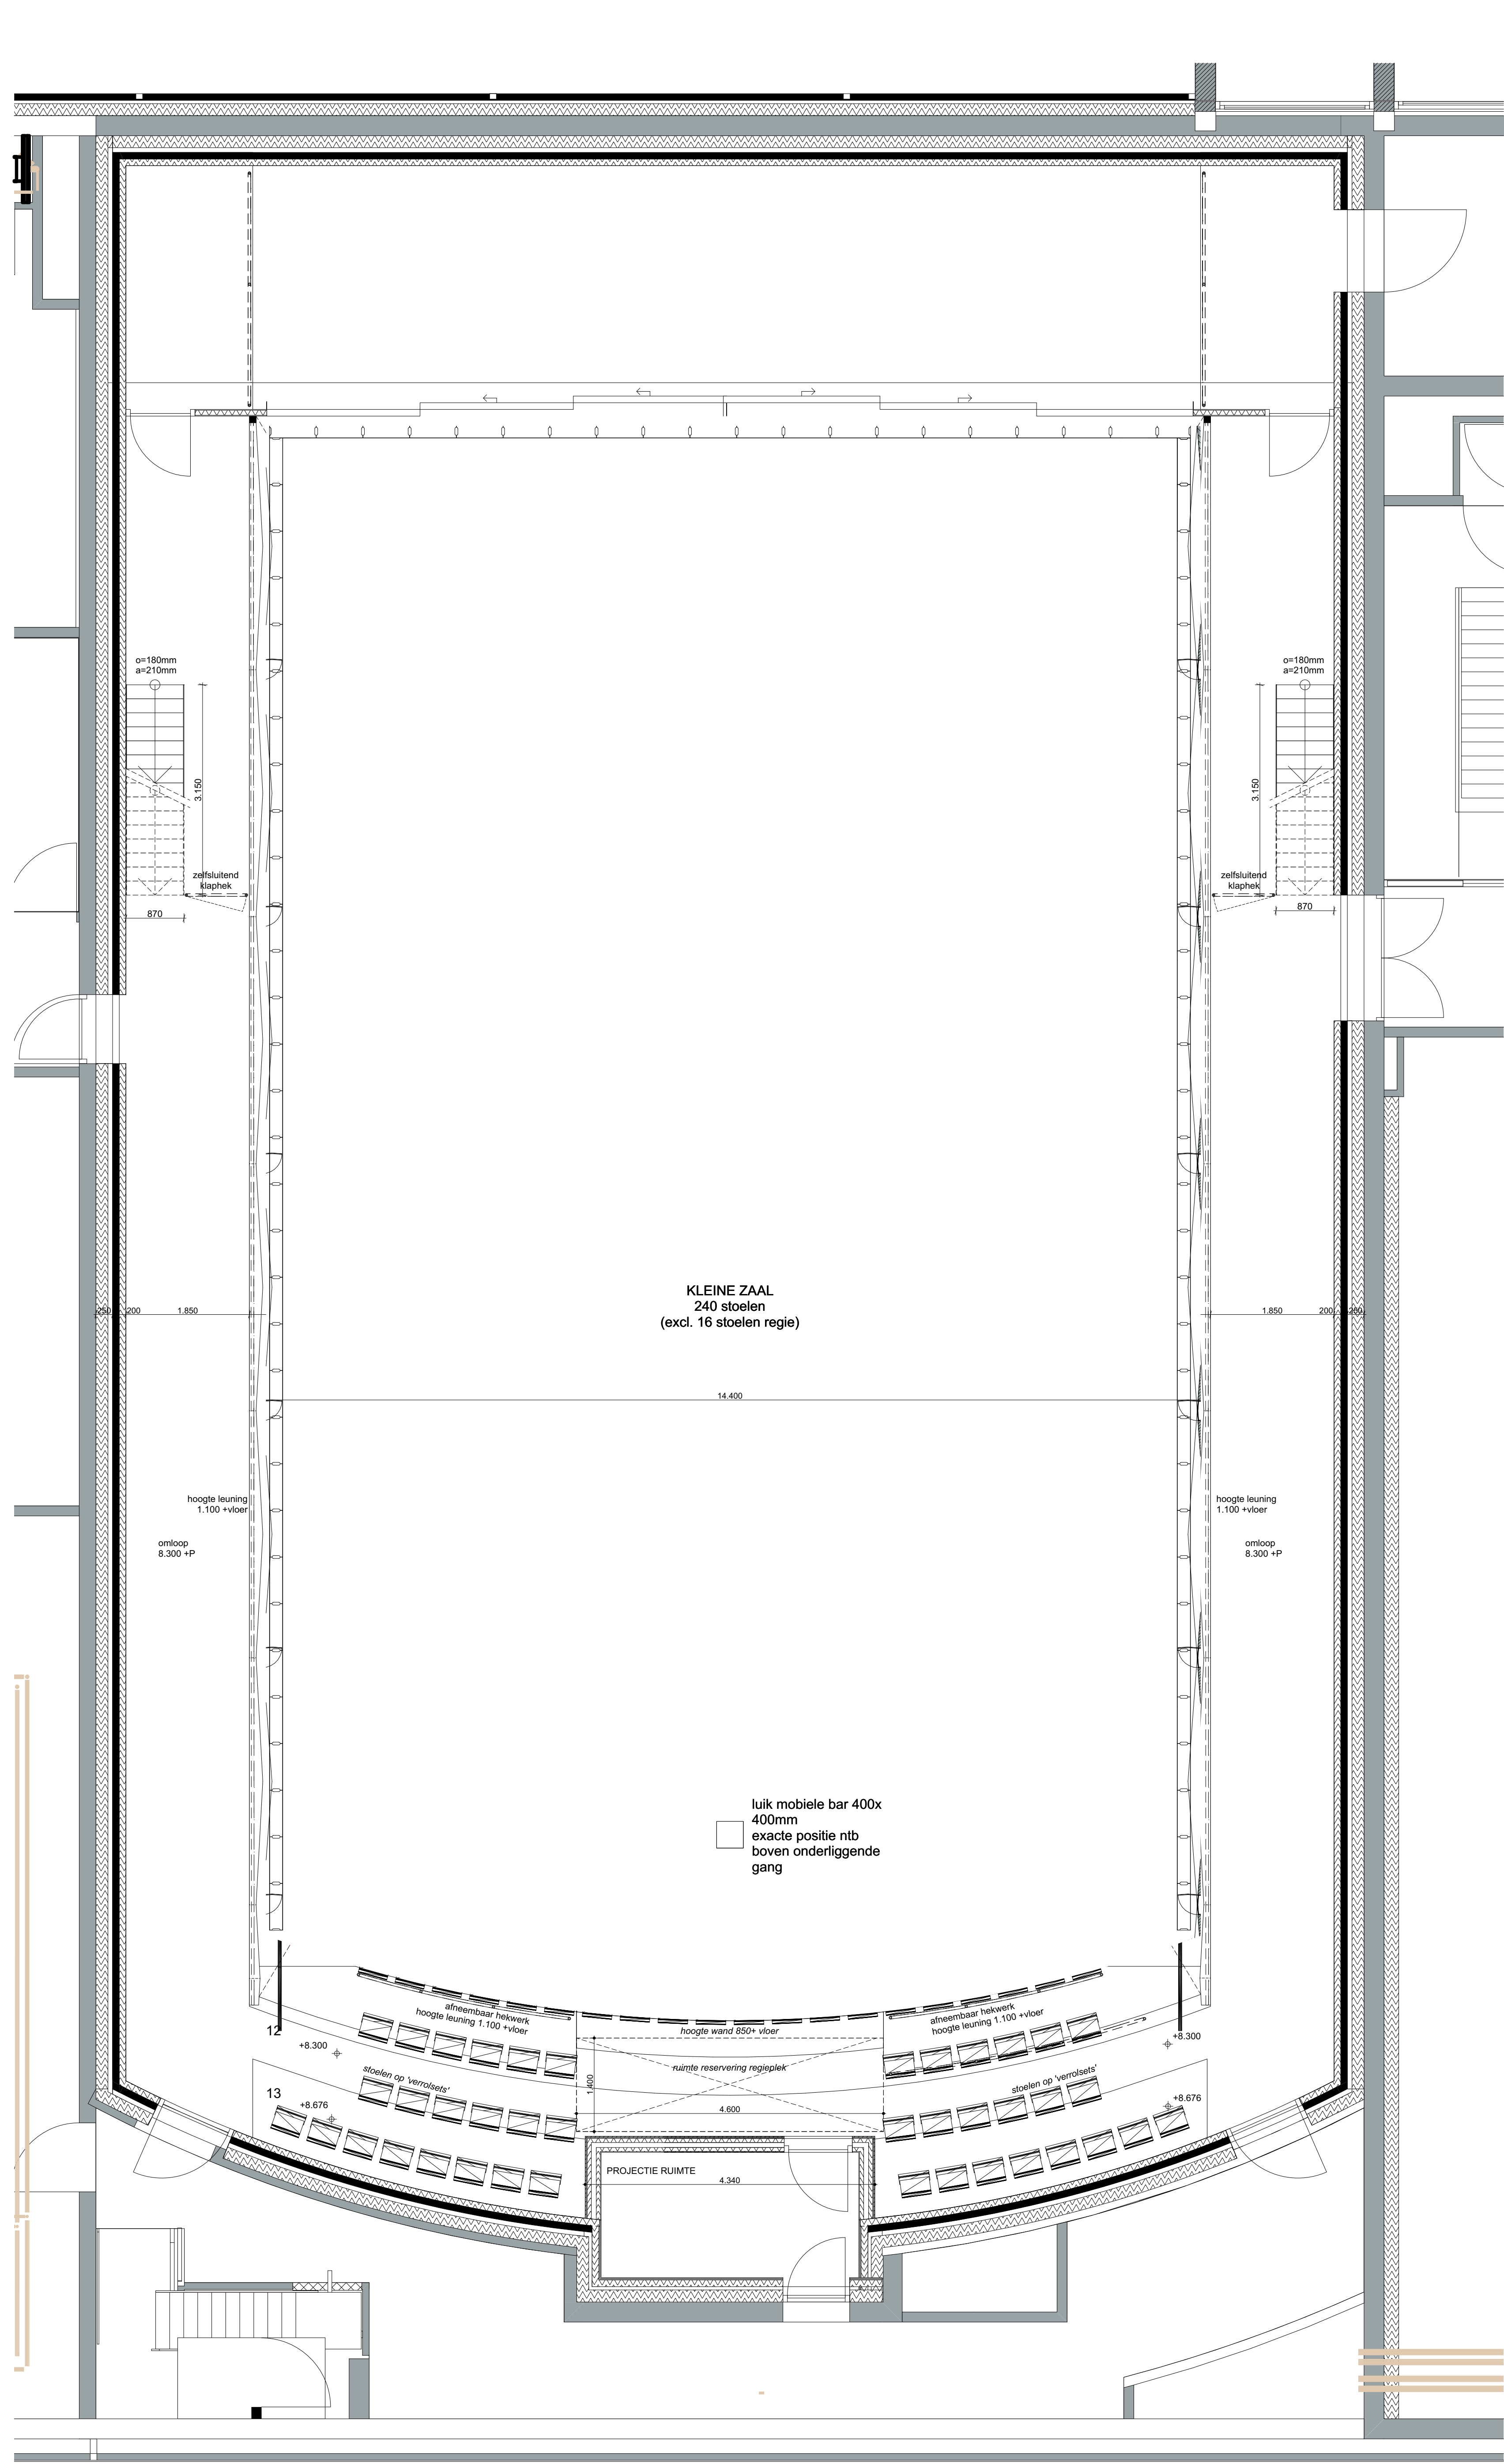 o=180mm
a=210mm
o=180mm
a=210mm
3.150
3.150
zelfsluitend
klaphek
zelfsluitend
klaphek
870
870
KLEINE ZAAL
240 stoelen
(excl. 16 stoelen regie)
250
200
1.850
1.850
200
250
14.400
hoogte leuning
1.100 +vloer
hoogte leuning
1.100 +vloer
omloop
8.300 +P
omloop
8.300 +P
luik mobiele bar 400x
400mm
exacte positie ntb
boven onderliggende
gang
afneembaar hekwerk
hoogte leuning 1.100 +vloer
afneembaar hekwerk
hoogte leuning 1.100 +vloer
12
hoogte wand 850+ vloer
+8.300
+8.300
stoelen op 'verrolsets'
ruimte reservering regieplek
stoelen op 'verrolsets'
1.400
13
+8.676
+8.676
4.600
PROJECTIE RUIMTE
4.340